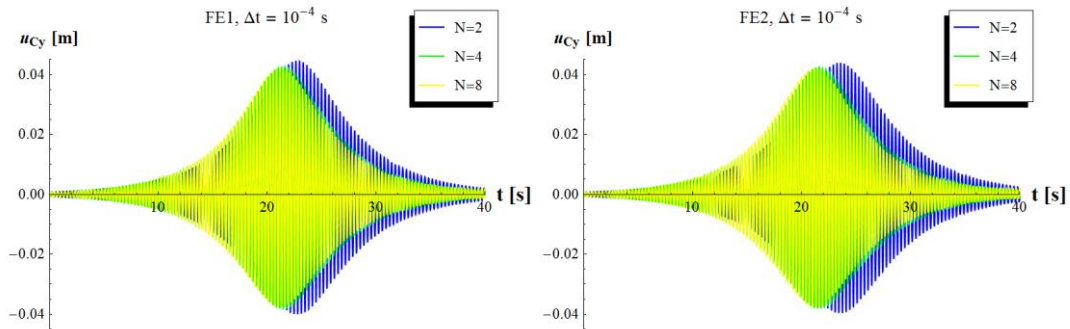 FE1, Δt = 10⁻⁴ s
u_Cy [m]
N=2
N=4
N=8
0.04
0.02
0.00
−0.02
−0.04
10
20
30
40
t [s]
FE2, Δt = 10⁻⁴ s
u_Cy [m]
N=2
N=4
N=8
0.04
0.02
0.00
−0.02
−0.04
10
20
30
40
t [s]